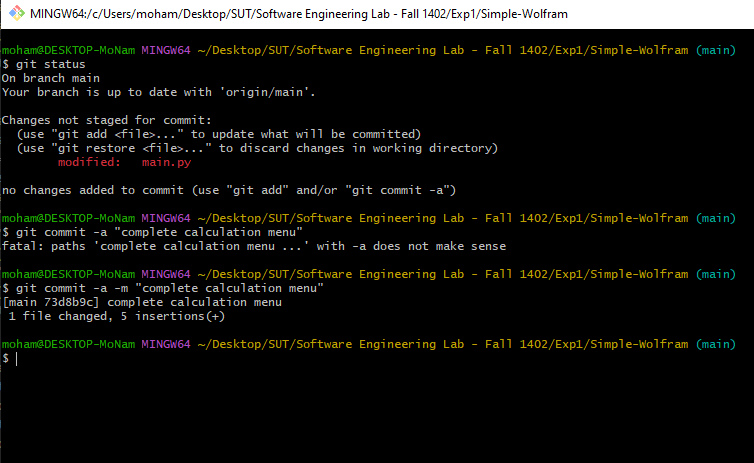 MINGW64:/c/Users/moham/Desktop/SUT/Software Engineering Lab - Fall 1402/Exp1/Simple-Wolfram
moham@DESKTOP-MoNam MINGW64 ~/Desktop/SUT/Software Engineering Lab - Fall 1402/Exp1/Simple-Wolfram (main)
$ git status
On branch main
Your branch is up to date with 'origin/main'.
Changes not staged for commit:
(use "git add <file>..." to update what will be committed)
(use "git restore <file>..." to discard changes in working directory)
modified: main.py
no changes added to commit (use "git add" and/or "git commit -a")
moham@DESKTOP-MoNam MINGW64 ~/Desktop/SUT/Software Engineering Lab - Fall 1402/Exp1/Simple-Wolfram (main)
$ git commit -a "complete calculation menu"
fatal: paths 'complete calculation menu ...' with -a does not make sense
moham@DESKTOP-MoNam MINGW64 ~/Desktop/SUT/Software Engineering Lab - Fall 1402/Exp1/Simple-Wolfram (main)
$ git commit -a -m "complete calculation menu"
[main 73d8b9c] complete calculation menu
1 file changed, 5 insertions(+)
moham@DESKTOP-MoNam MINGW64 ~/Desktop/SUT/Software Engineering Lab - Fall 1402/Exp1/Simple-Wolfram (main)
$